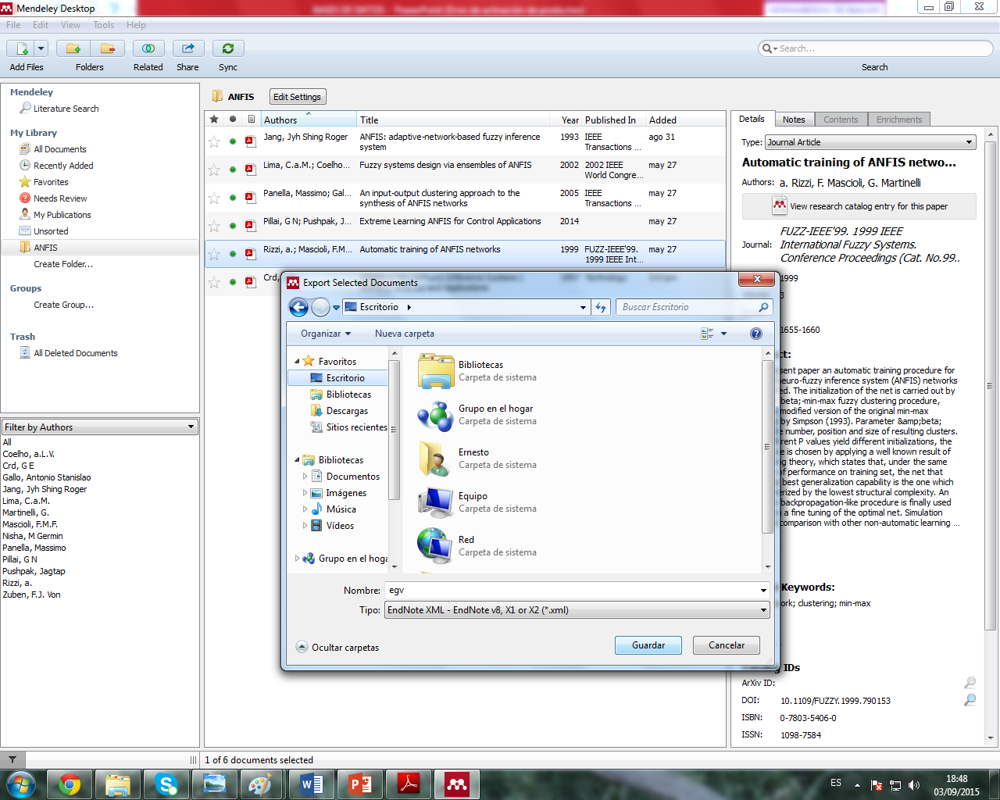 Mendeley Desktop
File Edit View Tools Help
Add Files Folders Related Share Sync
Search...
Search
Mendeley
Literature Search
My Library
All Documents
Recently Added
Favorites
Needs Review
My Publications
Unsorted
ANFIS
Create Folder...
Groups
Create Group...
Trash
All Deleted Documents
Filter by Authors
All
Coelho, a.L.V.
Crd, G E
Gallo, Antonio Stanislao
Jang, Jyh Shing Roger
Lima, C.a.M.
Martinelli, G.
Mascioli, F.M.F.
Nisha, M Germin
Panella, Massimo
Pillai, G N
Pushpak, Jagtap
Rizzi, a.
Zuben, F.J. Von
ANFIS Edit Settings
Authors Title Year Published In Added
Jang, Jyh Shing Roger ANFIS: adaptive-network-based fuzzy inference 1993 IEEE ago 31
system Transactions ...
Lima, C.a.M.; Coelho... Fuzzy systems design via ensembles of ANFIS 2002 2002 IEEE may 27
World Congre...
Panella, Massimo; Gal... An input-output clustering approach to the 2005 IEEE may 27
synthesis of ANFIS networks Transactions ...
Pillai, G N; Pushpak, J... Extreme Learning ANFIS for Control Applications 2014 may 27
Rizzi, a.; Mascioli, F.M... Automatic training of ANFIS networks 1999 FUZZ-IEEE'99. may 27
1999 IEEE Int...
Crd,
Export Selected Documents
Escritorio
Buscar Escritorio
Organizar Nueva carpeta
Favoritos
Escritorio
Bibliotecas
Descargas
Sitios recientes
Bibliotecas
Documentos
Imágenes
Música
Vídeos
Grupo en el hoga
Bibliotecas
Carpeta de sistema
Grupo en el hogar
Carpeta de sistema
Ernesto
Carpeta de sistema
Equipo
Carpeta de sistema
Red
Carpeta de sistema
Nombre: egv
Tipo: EndNote XML - EndNote v8, X1 or X2 (*.xml)
Ocultar carpetas Guardar Cancelar
Details Notes Contents Enrichments
Type: Journal Article
Automatic training of ANFIS netwo...
Authors: a. Rizzi, F. Mascioli, G. Martinelli
View research catalog entry for this paper
FUZZ-IEEE'99. 1999 IEEE
Journal: International Fuzzy Systems.
Conference Proceedings (Cat. No.99..
1999
3
1655-1660
ct:
sent paper an automatic training procedure for
neuro-fuzzy inference system (ANFIS) networks
ed. The initialization of the net is carried out by
beta;-min-max fuzzy clustering procedure,
modified version of the original min-max
by Simpson (1993). Parameter &amp;beta;
e number, position and size of resulting clusters.
rent P values yield different initializations, the
e is chosen by applying a well known result of
g theory, which states that, under the same
of performance on training set, the net that
best generalization capability is the one which
erized by the lowest structural complexity. An
backpropagation-like procedure is finally used
a fine tuning of the optimal net. Simulation
comparison with other non-automatic learning ...
Keywords:
ork; clustering; min-max
IDs
ArXiv ID:
DOI: 10.1109/FUZZY.1999.790153
ISBN: 0-7803-5406-0
ISSN: 1098-7584
1 of 6 documents selected
ES
18:48
03/09/2015